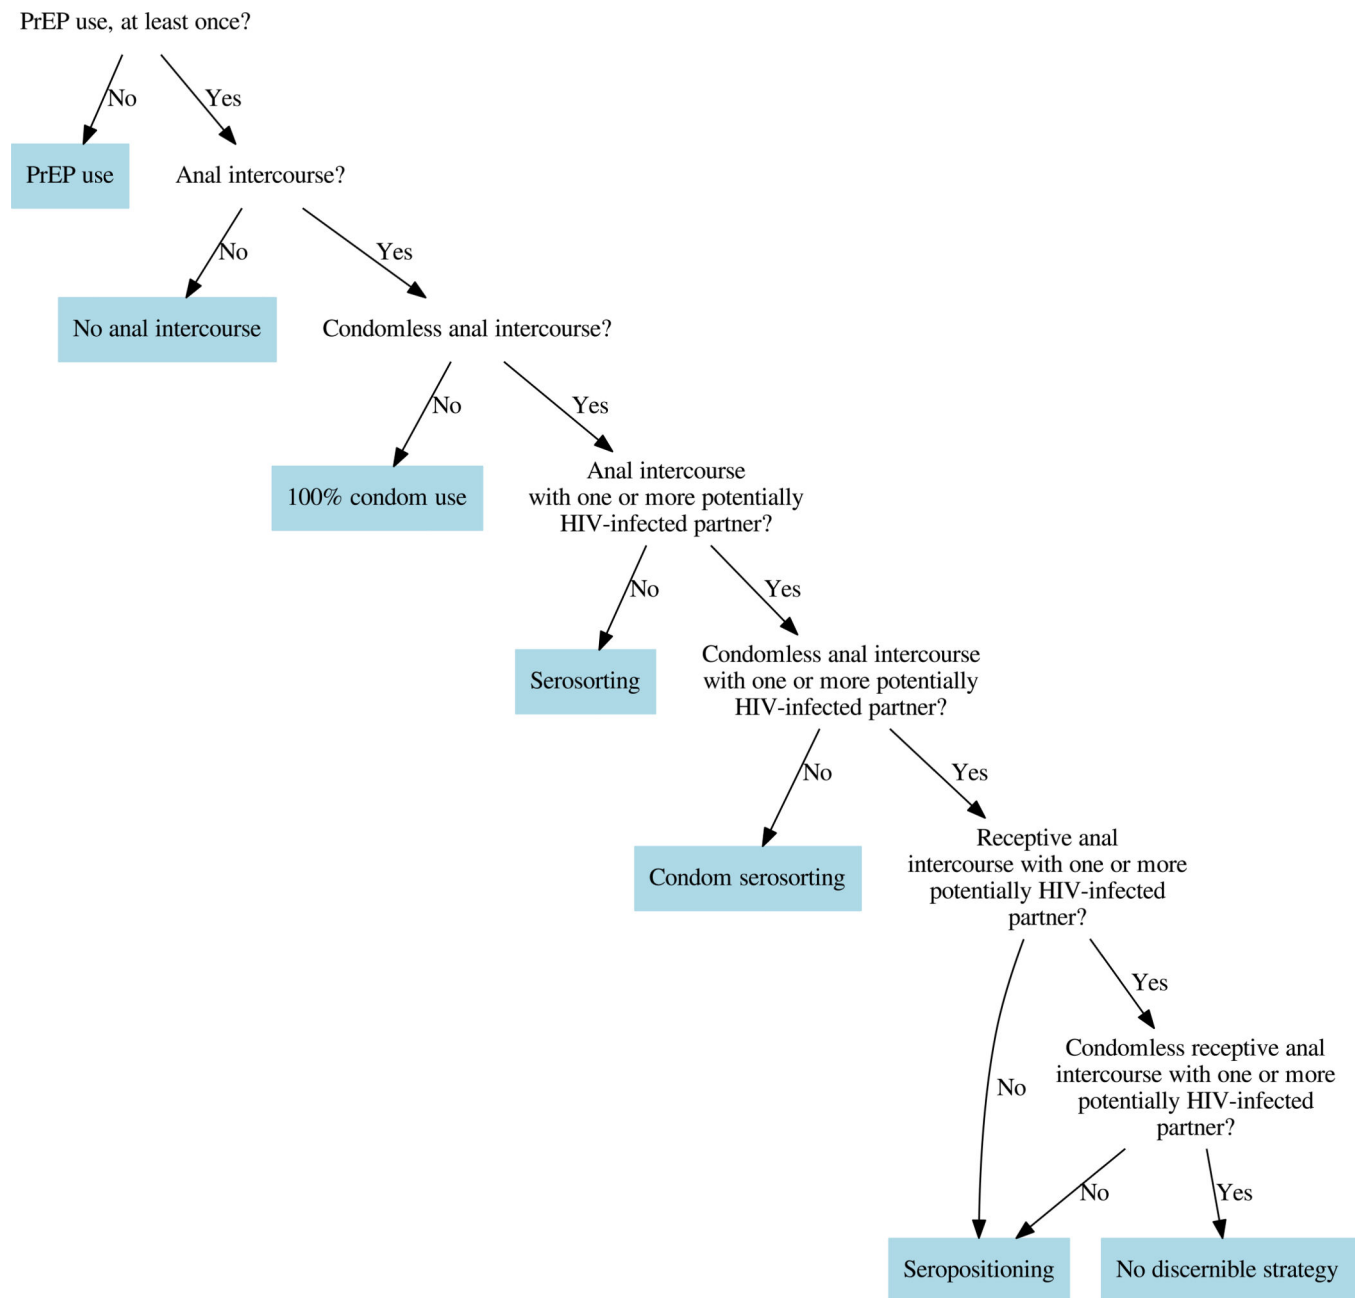 PrEP use, at least once?
No
Yes
PrEP use
Anal intercourse?
No
Yes
No anal intercourse
Condomless anal intercourse?
No
Yes
100% condom use
Anal intercourse
with one or more potentially
HIV-infected partner?
No
Yes
Serosorting
Condomless anal intercourse
with one or more potentially
HIV-infected partner?
No
Yes
Condom serosorting
Receptive anal
intercourse with one or more
potentially HIV-infected
partner?
Yes
No
Condomless receptive anal
intercourse with one or more
potentially HIV-infected
partner?
No
Yes
Seropositioning
No discernible strategy